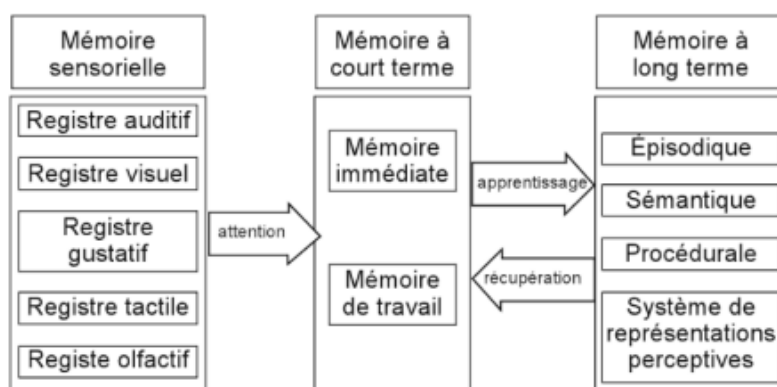 Mémoire
sensorielle
Registre auditif
Registre visuel
Registre
gustatif
Registre tactile
Registe olfactif
attention
Mémoire à
court terme
Mémoire
immédiate
Mémoire
de travail
apprentissage
récupération
Mémoire à
long terme
Épisodique
Sémantique
Procédurale
Système de
représentations
perceptives